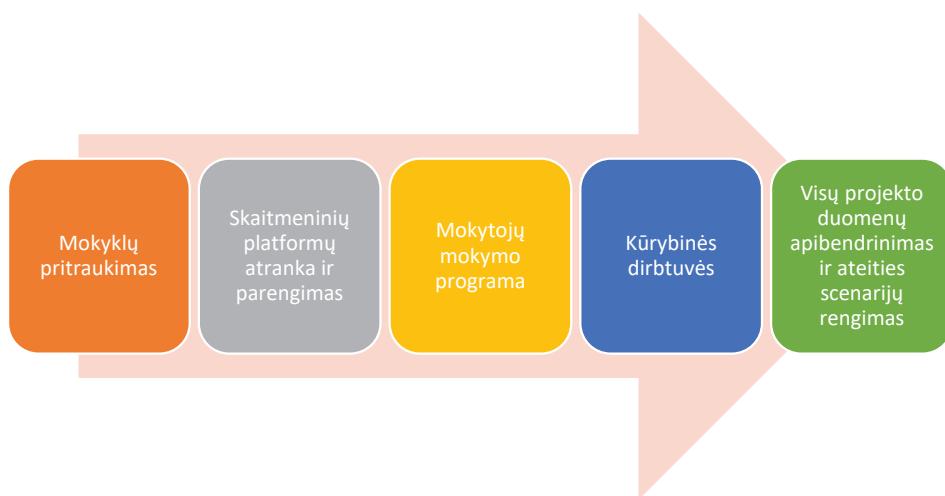 Mokyklų
pritraukimas
Skaitmeninių
platformų
atranka ir
parengimas
Mokytojų
mokymo
programa
Kūrybinės
dirbtuvės
Visų projekto
duomenų
apibendrinimas
ir ateities
scenarijų
rengimas